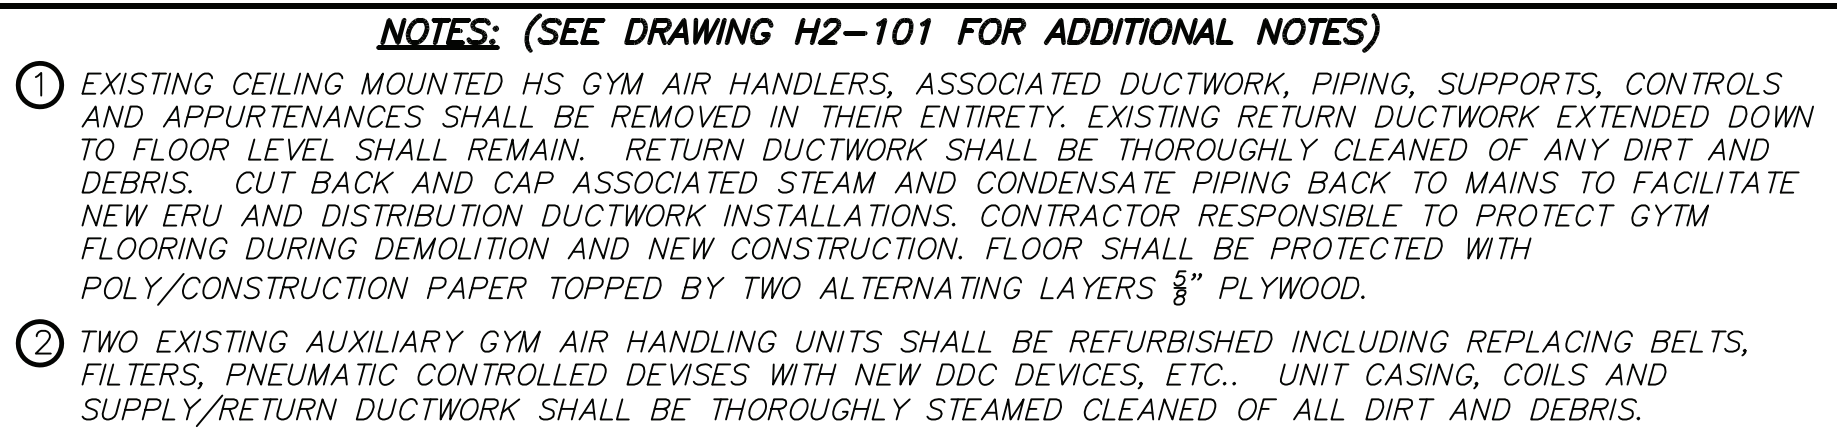 NOTES: (SEE DRAWING H2-101 FOR ADDITIONAL NOTES)
1 EXISTING CEILING MOUNTED HS GYM AIR HANDLERS, ASSOCIATED DUCTWORK, PIPING, SUPPORTS, CONTROLS
AND APPURTENANCES SHALL BE REMOVED IN THEIR ENTIRETY. EXISTING RETURN DUCTWORK EXTENDED DOWN
TO FLOOR LEVEL SHALL REMAIN. RETURN DUCTWORK SHALL BE THOROUGHLY CLEANED OF ANY DIRT AND
DEBRIS. CUT BACK AND CAP ASSOCIATED STEAM AND CONDENSATE PIPING BACK TO MAINS TO FACILITATE
NEW ERU AND DISTRIBUTION DUCTWORK INSTALLATIONS. CONTRACTOR RESPONSIBLE TO PROTECT GYTM
FLOORING DURING DEMOLITION AND NEW CONSTRUCTION. FLOOR SHALL BE PROTECTED WITH
POLY/CONSTRUCTION PAPER TOPPED BY TWO ALTERNATING LAYERS 5/8" PLYWOOD.
2 TWO EXISTING AUXILIARY GYM AIR HANDLING UNITS SHALL BE REFURBISHED INCLUDING REPLACING BELTS,
FILTERS, PNEUMATIC CONTROLLED DEVISES WITH NEW DDC DEVICES, ETC.. UNIT CASING, COILS AND
SUPPLY/RETURN DUCTWORK SHALL BE THOROUGHLY STEAMED CLEANED OF ALL DIRT AND DEBRIS.